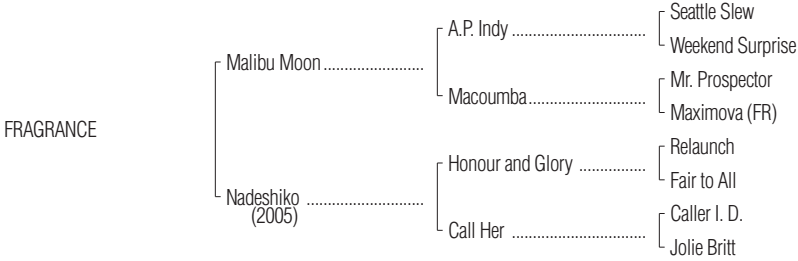 Seattle Slew
A.P. Indy ..................................
Weekend Surprise
Malibu Moon .........................
Mr. Prospector
Macoumba..............................
Maximova (FR)
FRAGRANCE
Relaunch
Honour and Glory .................
Fair to All
Nadeshiko .............................
(2005)
Caller I. D.
Call Her ..................................
Jolie Britt